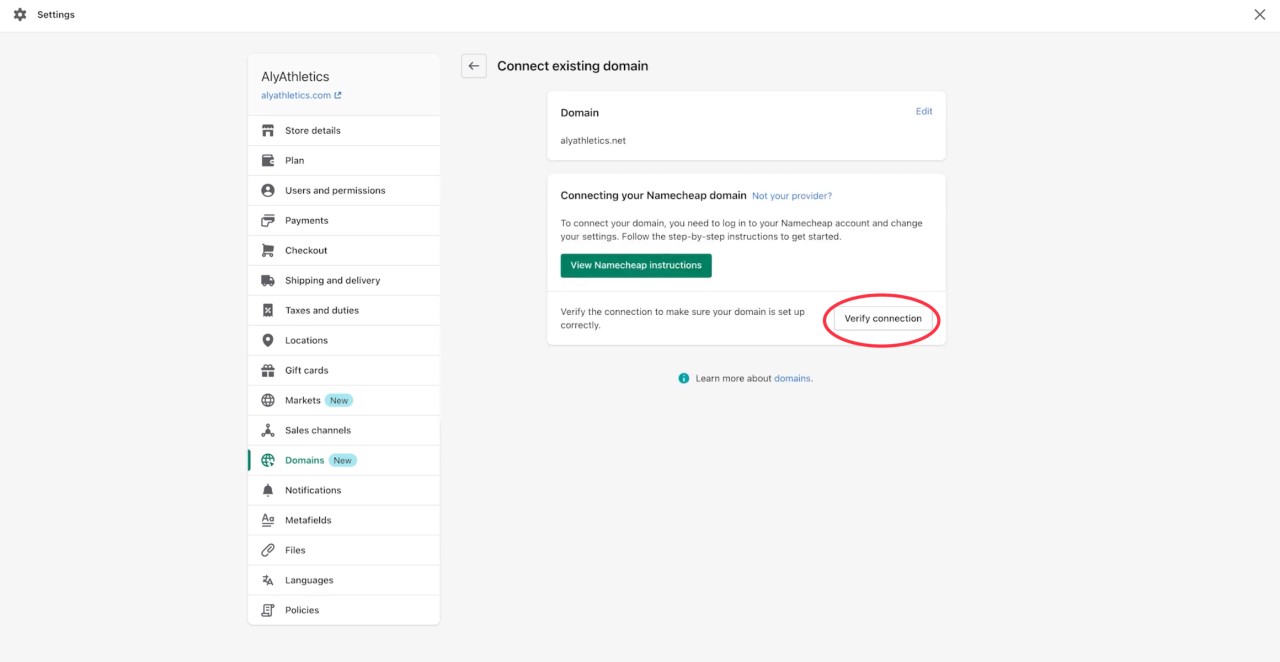 Settings
AlyAthletics
alyathletics.com
Store details
Plan
Users and permissions
Payments
Checkout
Shipping and delivery
Taxes and duties
Locations
Gift cards
Markets New
Sales channels
Domains New
Notifications
Metafields
Files
Languages
Policies
Connect existing domain
Domain Edit
alyathletics.net
Connecting your Namecheap domain Not your provider?
To connect your domain, you need to log in to your Namecheap account and change
your settings. Follow the step-by-step instructions to get started.
View Namecheap instructions
Verify the connection to make sure your domain is set up
correctly.
Verify connection
Learn more about domains.